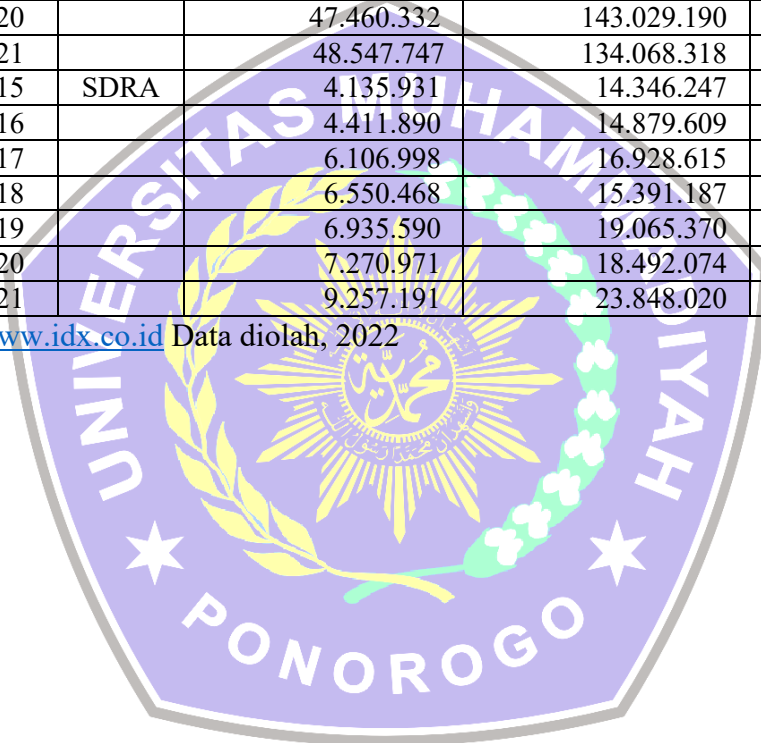 20 47.460.332 143.029.190
21 48.547.747 134.068.318
15 SDRA 4.135.931 14.346.247
16 4.411.890 14.879.609
17 6.106.998 16.928.615
18 6.550.468 15.391.187
19 6.935.590 19.065.370
20 7.270.971 18.492.074
21 9.257.191 23.848.020
ww.idx.co.id Data diolah, 2022
UNIVERSITAS MUHAMMADIYAH
PONOROGO